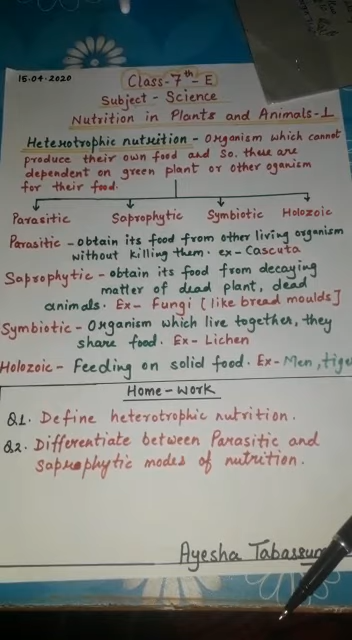 15-04-2020
Class-7th-E
Subject - Science
Nutrition in Plants and Animals-1
Heterotrophic nutrition - Organism which cannot
produce their own food and so, these are
dependent on green plant or other oganism
for their food.
Parasitic Saprophytic Symbiotic Holozoic
Parasitic - obtain its food from other living organism
without killing them. ex-Cascuta
Saprophytic - obtain its food from decaying
matter of dead plant, dead
animals. Ex- Fungi [like bread moulds]
Symbiotic - Organism which live together, they
share food. Ex - Lichen
Holozoic - Feeding on solid food. Ex- Men, tige
Home-work
Q1. Define heterotrophic nutrition.
Q2. Differentiate between Parasitic and
saprophytic modes of nutrition.
Ayesha Tabassum